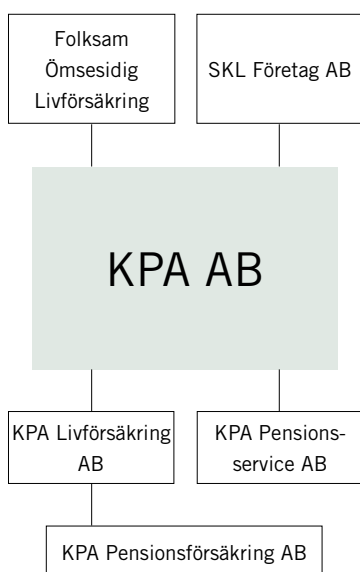 Folksam
Ömsesidig
Livförsäkring
SKL Företag AB
KPA AB
KPA Livförsäkring
AB
KPA Pensions-
service AB
KPA Pensionsförsäkring AB